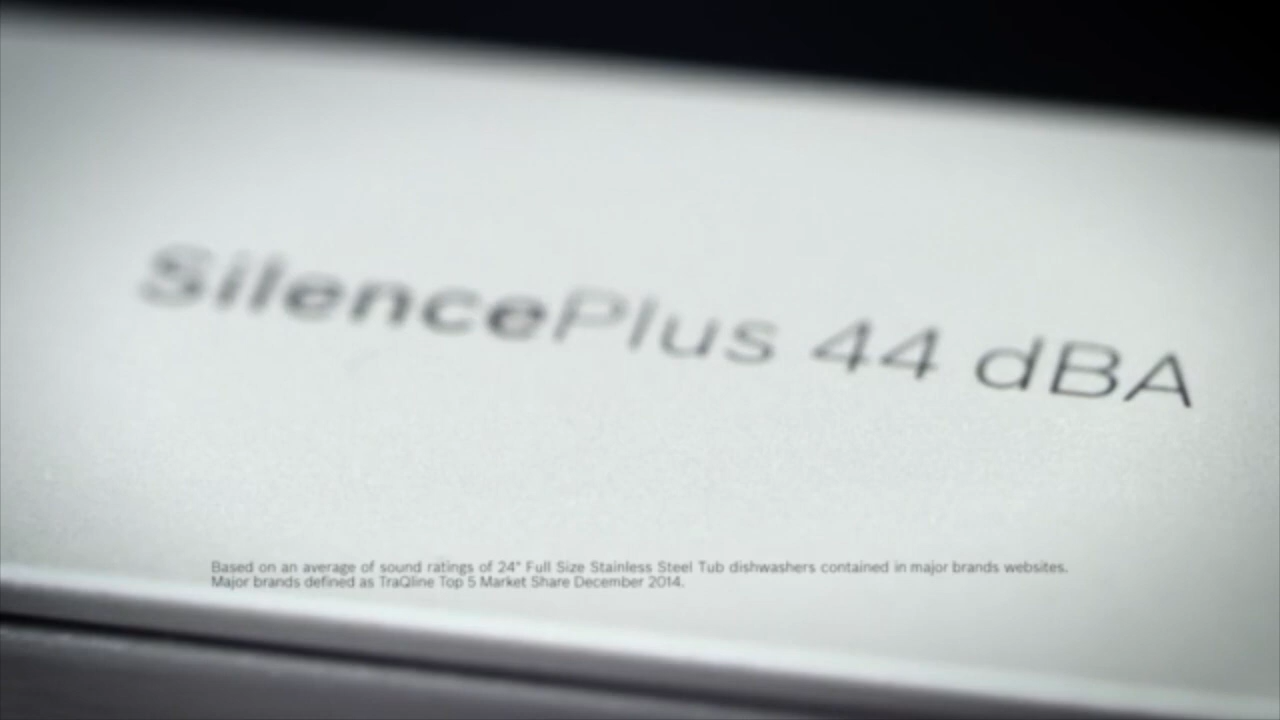 SilencePlus 44 dBA
Based on an average of sound ratings of 24" Full Size Stainless Steel Tub dishwashers contained in major brands websites.
Major brands defined as TraQline Top 5 Market Share December 2014.